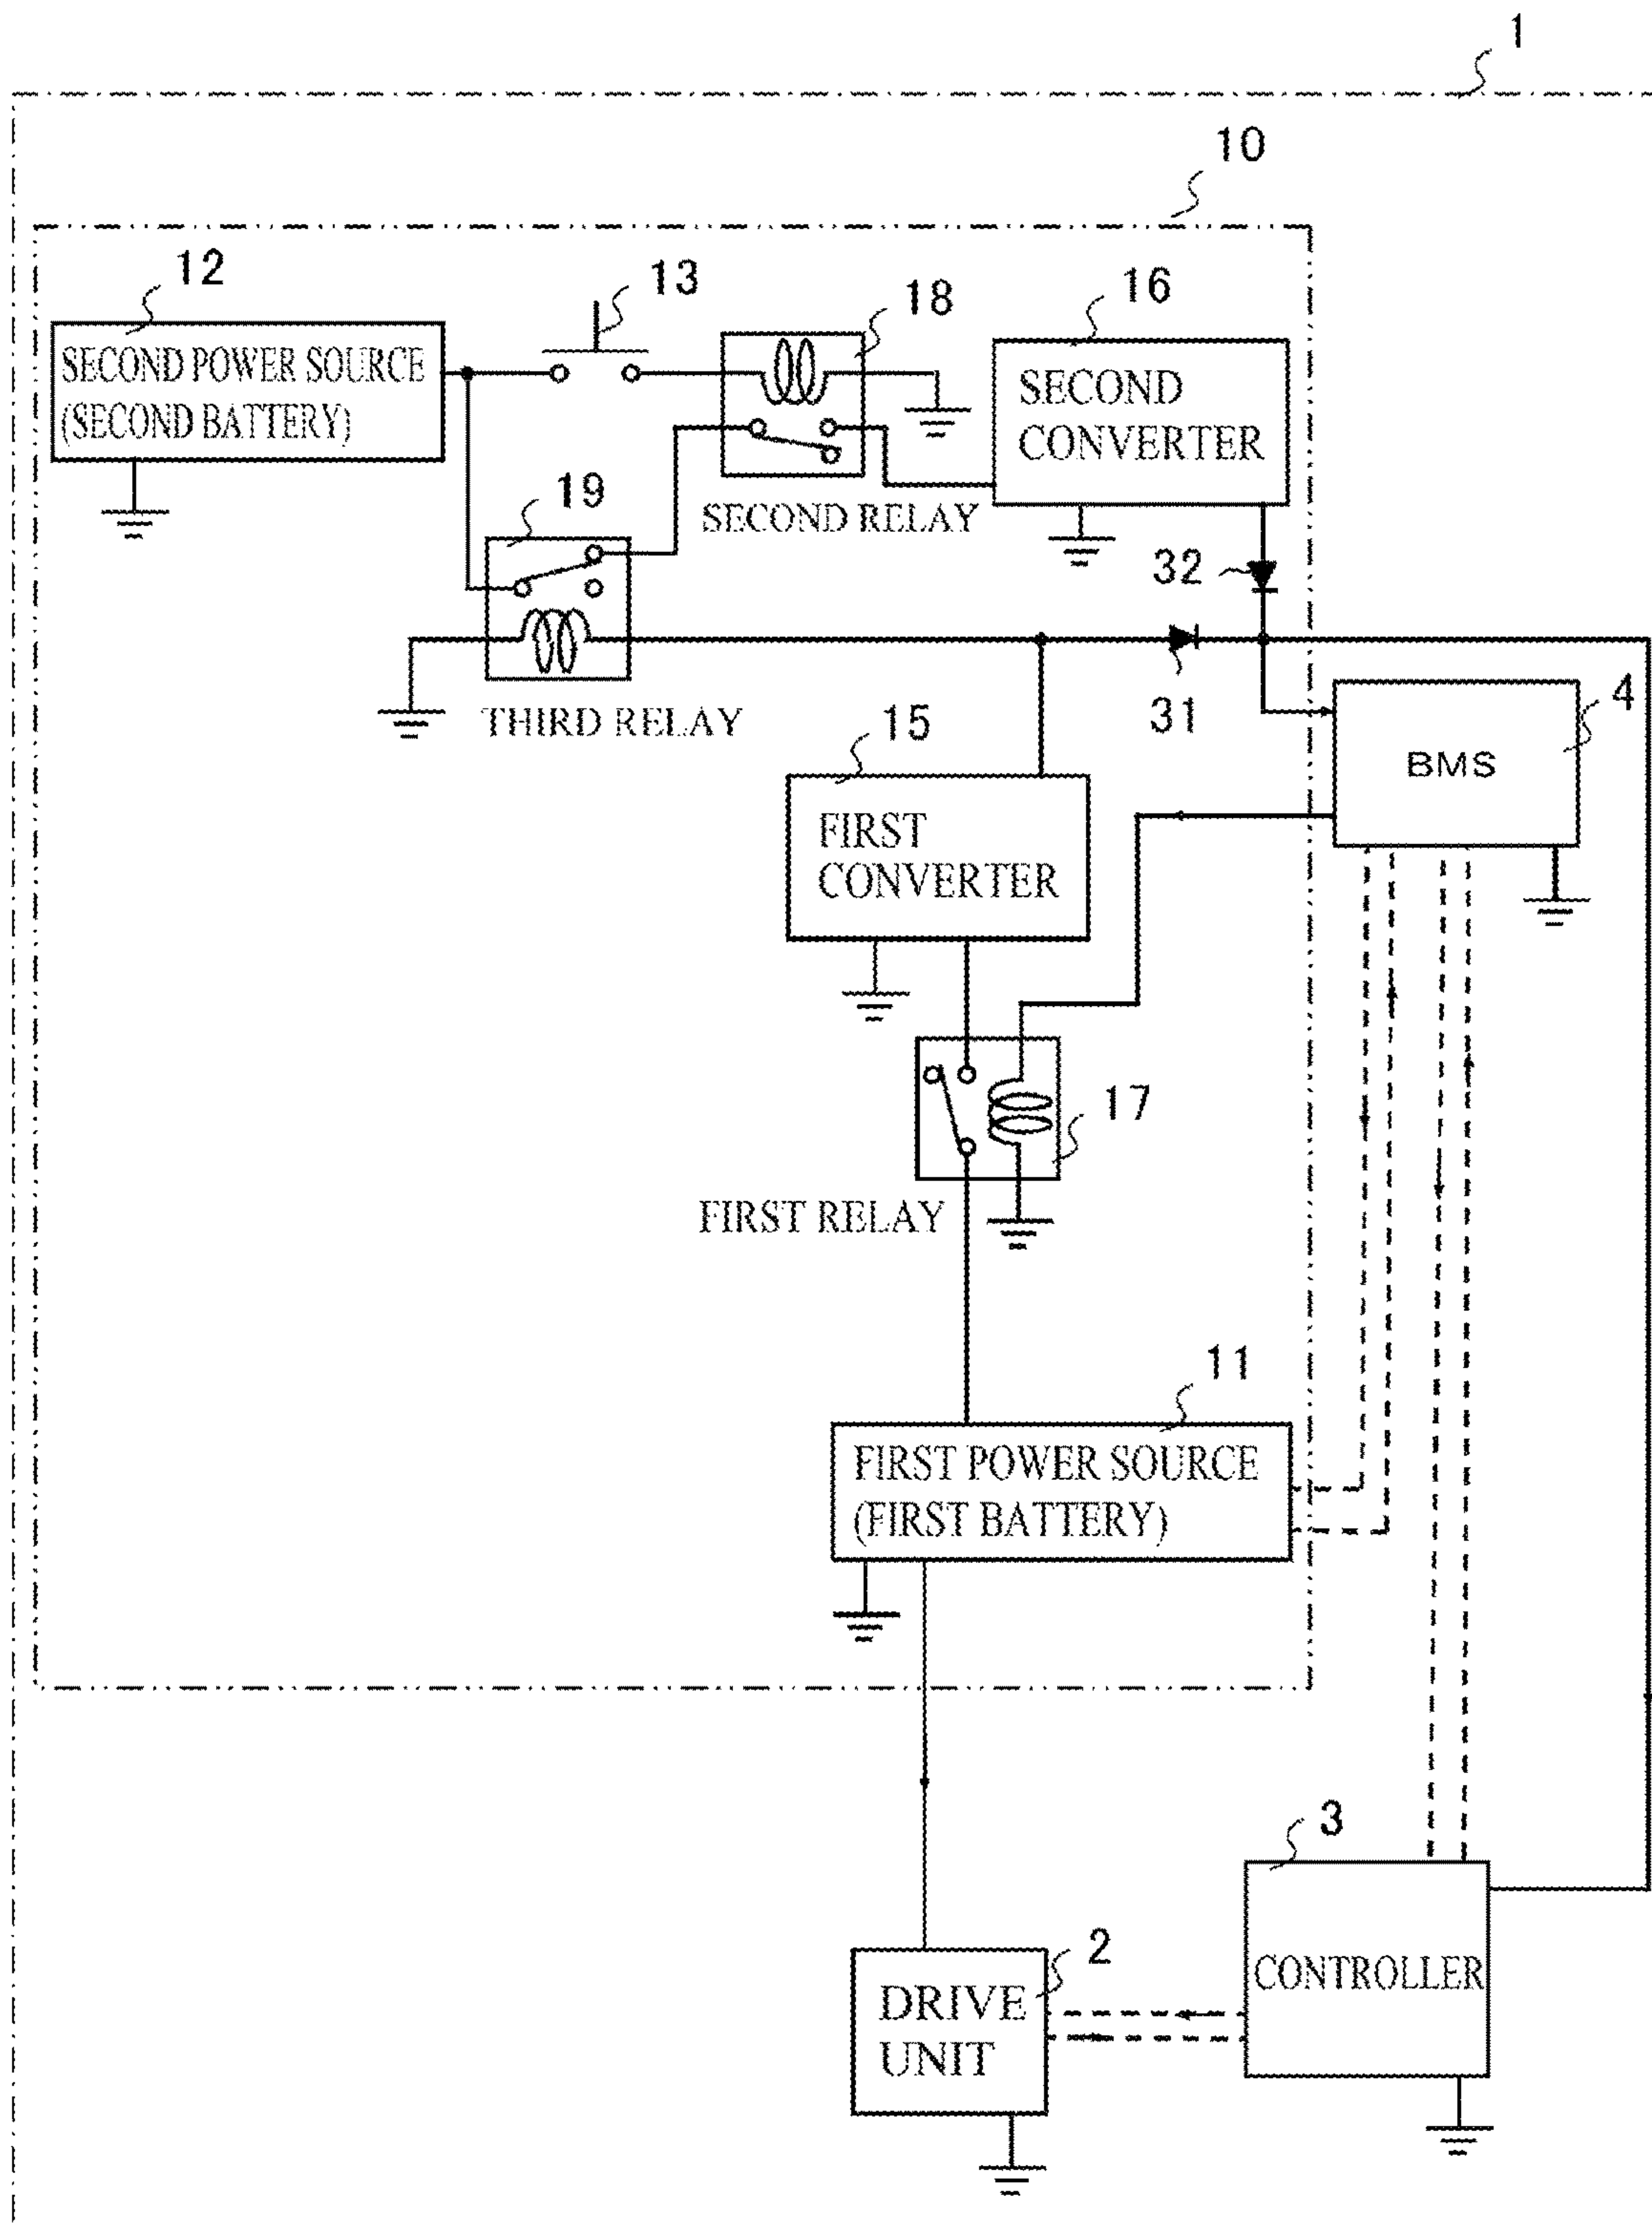 1
10
12
13
18
16
SECOND POWER SOURCE
(SECOND BATTERY)
SECOND
CONVERTER
19
SECOND RELAY
32
31
THIRD RELAY
4
BMS
15
FIRST
CONVERTER
17
FIRST RELAY
11
FIRST POWER SOURCE
(FIRST BATTERY)
3
CONTROLLER
2
DRIVE
UNIT